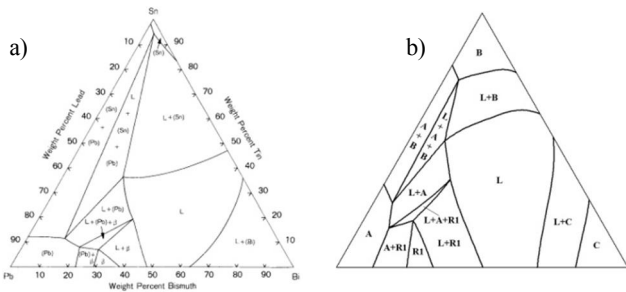 a)
Sn
10
90
(Sn)
20
80
30
70
L
40
(Sn)
+
L + (Sn)
60
50
+
(Sn)
50
60
(Pb)
+
40
70
(Pb)
30
80
L + (Pb)
L
20
90
L + (Pb) + β
10
(Pb)
(Pb) +
β
β
L + β
L + (Bi)
Pb
10
20
30
40
50
60
70
80
90
Bi
Weight Percent Lead
Weight Percent Tin
Weight Percent Bismuth
b)
B
L+B
A
+
B
L
+
A
+
B
L+A
L
L+A+R1
A
A+R1
R1
L+R1
L+C
C